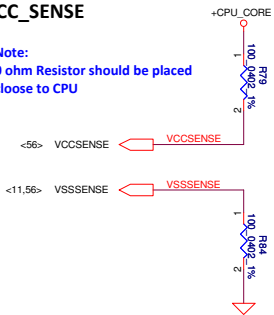 CC_SENSE
+CPU_CORE
Note:
0 ohm Resistor should be placed
cloose to CPU
1
100_0402_1%
R79
2
<56> VCCSENSE
VCCSENSE
<11,56> VSSSENSE
VSSSENSE
1
100_0402_1%
R84
2